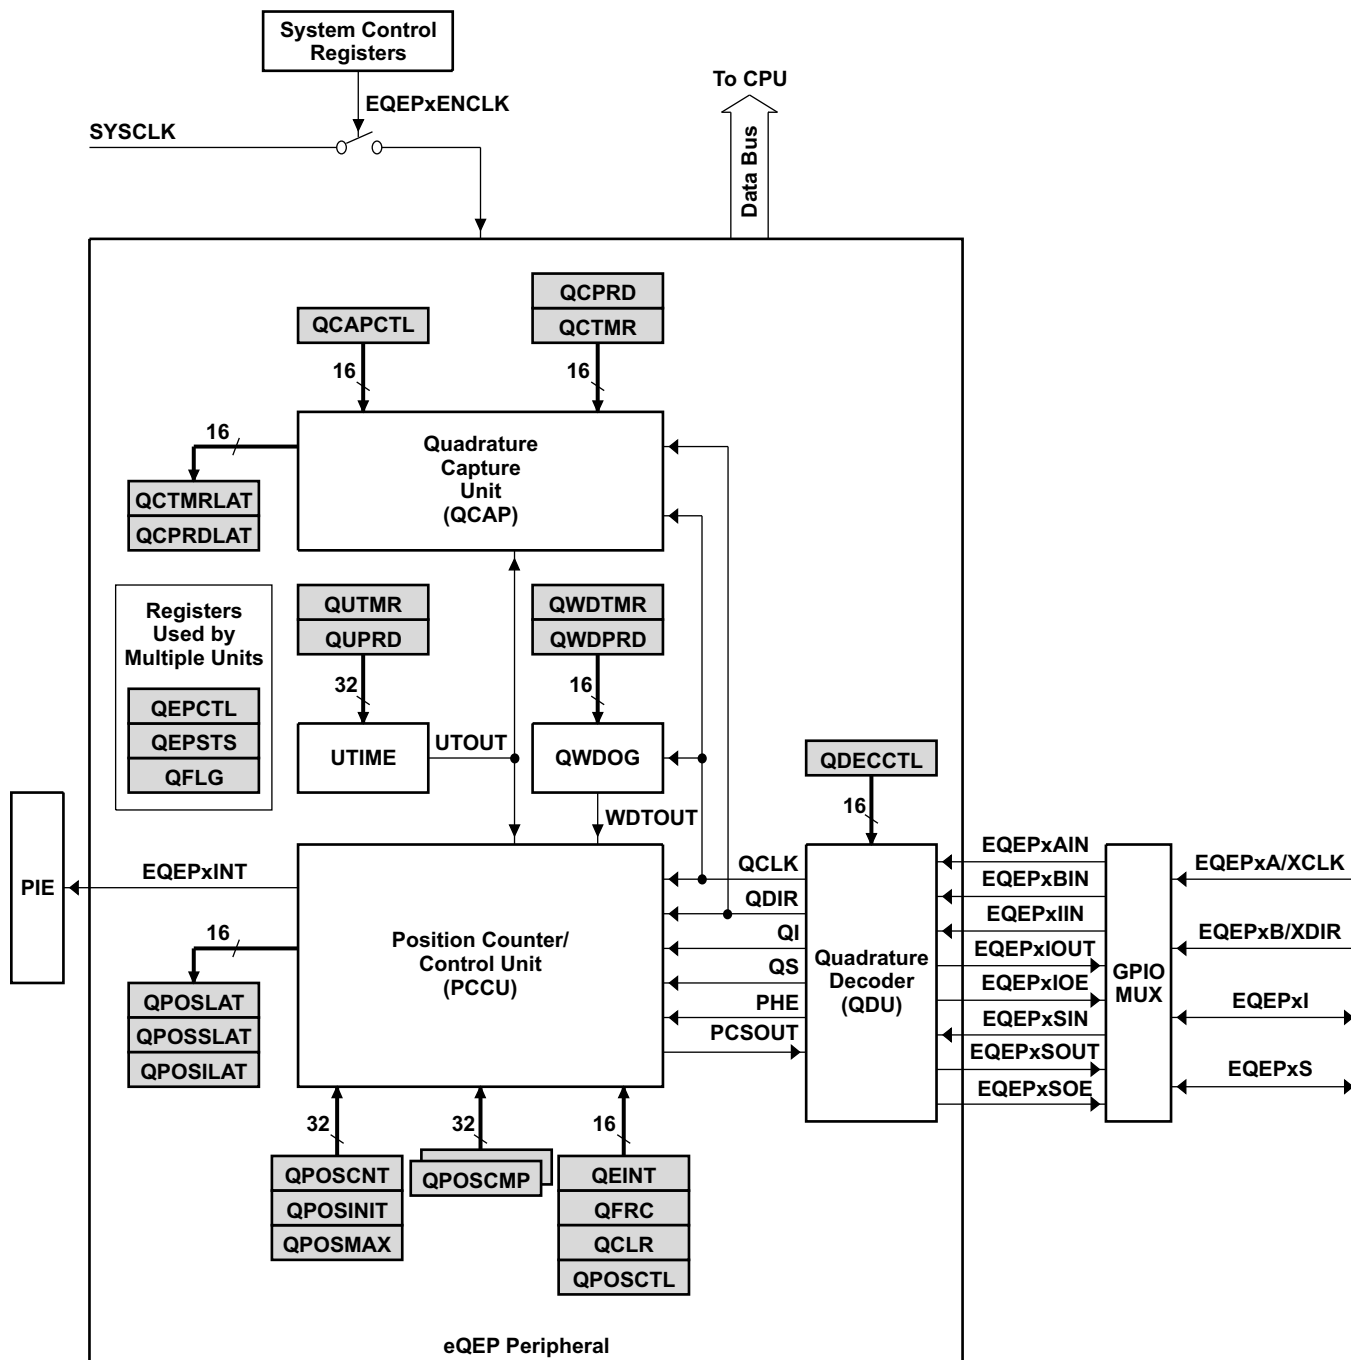 System Control
Registers
To CPU
EQEPxENCLK
SYSCLK
Data Bus
QCPRD
QCAPCTL
QCTMR
16
16
16
Quadrature
Capture
Unit
(QCAP)
QCTMRLAT
QCPRDLAT
Registers
Used by
Multiple Units
QUTMR
QUPRD
QWDTMR
QWDPRD
32
16
QEPCTL
QEPSTS
QFLG
UTIME
UTOUT
QWDOG
QDECCTL
WDTOUT
16
PIE
EQEPxINT
QCLK
QDIR
QI
QS
PHE
PCSOUT
16
Position Counter/
Control Unit
(PCCU)
Quadrature
Decoder
(QDU)
EQEPxAIN
EQEPxBIN
EQEPxIIN
EQEPxIOUT
EQEPxIOE
EQEPxSIN
EQEPxSOUT
EQEPxSOE
GPIO
MUX
EQEPxA/XCLK
EQEPxB/XDIR
EQEPxI
EQEPxS
QPOSLAT
QPOSSLAT
QPOSILAT
32
32
16
QPOSCNT
QPOSINIT
QPOSMAX
QPOSCMP
QEINT
QFRC
QCLR
QPOSCTL
eQEP Peripheral